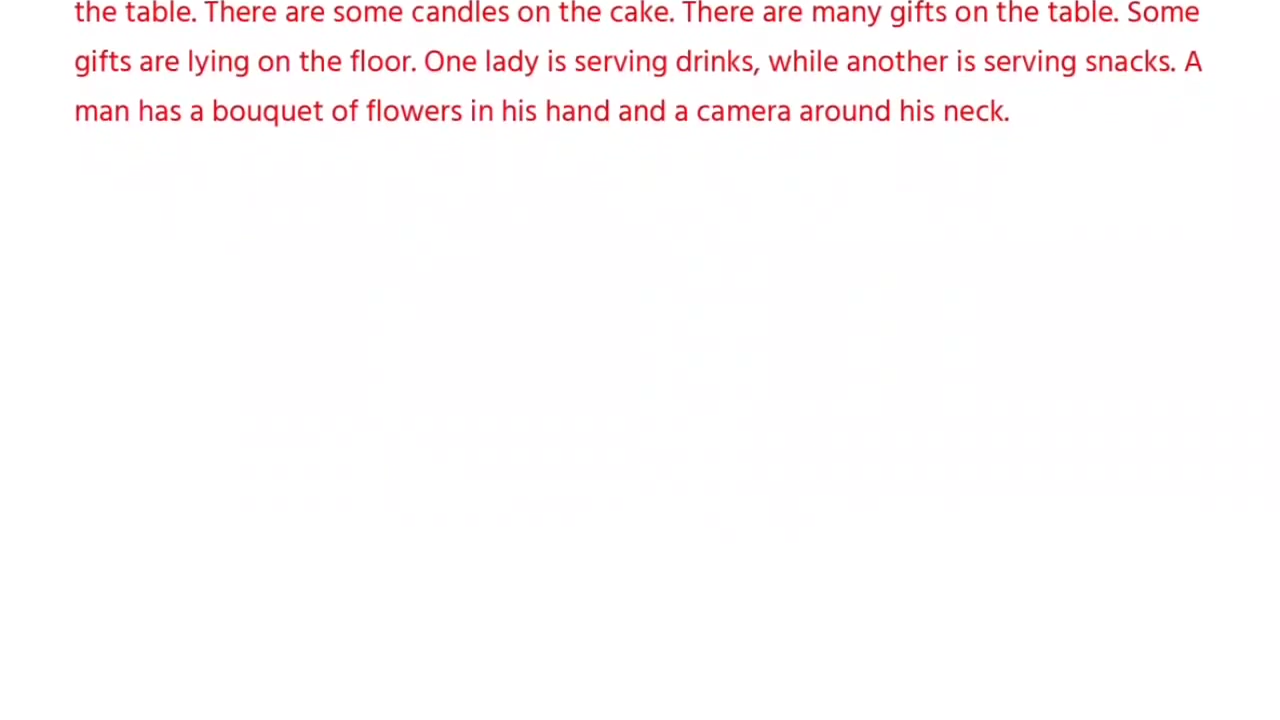 the table. There are some candles on the cake. There are many gifts on the table. Some
gifts are lying on the floor. One lady is serving drinks, while another is serving snacks. A
man has a bouquet of flowers in his hand and a camera around his neck.